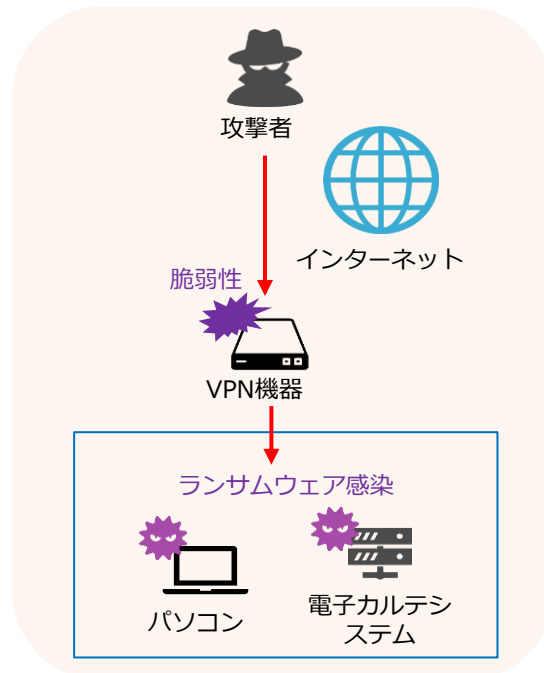 攻撃者
インターネット
脆弱性
VPN機器
ランサムウェア感染
パソコン
電子カルテシ
ステム